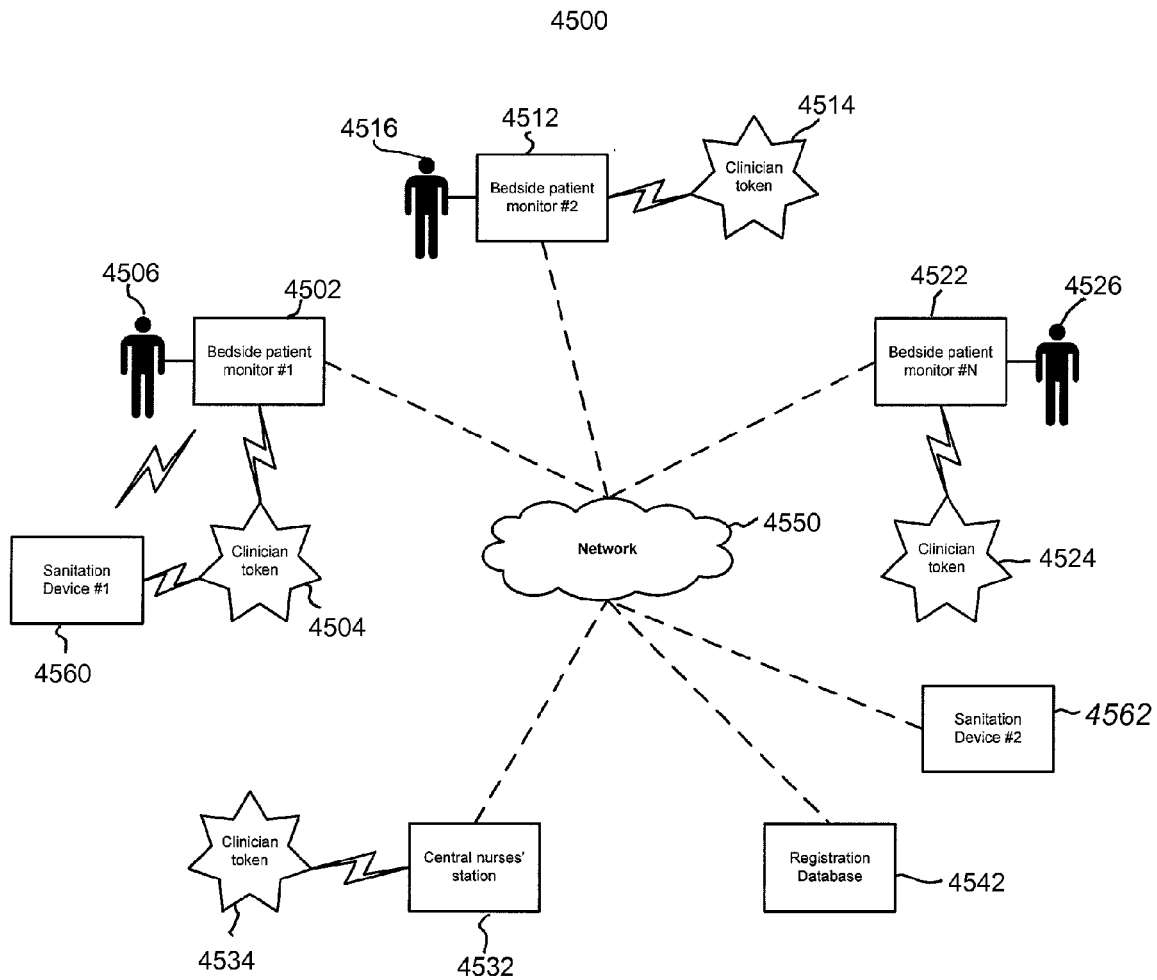 4500
4516
4512
4514
Bedside patient
monitor #2
Clinician
token
4506
4502
Bedside patient
monitor #1
4522
4526
Bedside patient
monitor #N
Network
4550
Sanitation
Device #1
4560
Clinician
token
4504
Clinician
token
4524
Sanitation
Device #2
4562
Clinician
token
4534
Central nurses'
station
4532
Registration
Database
4542